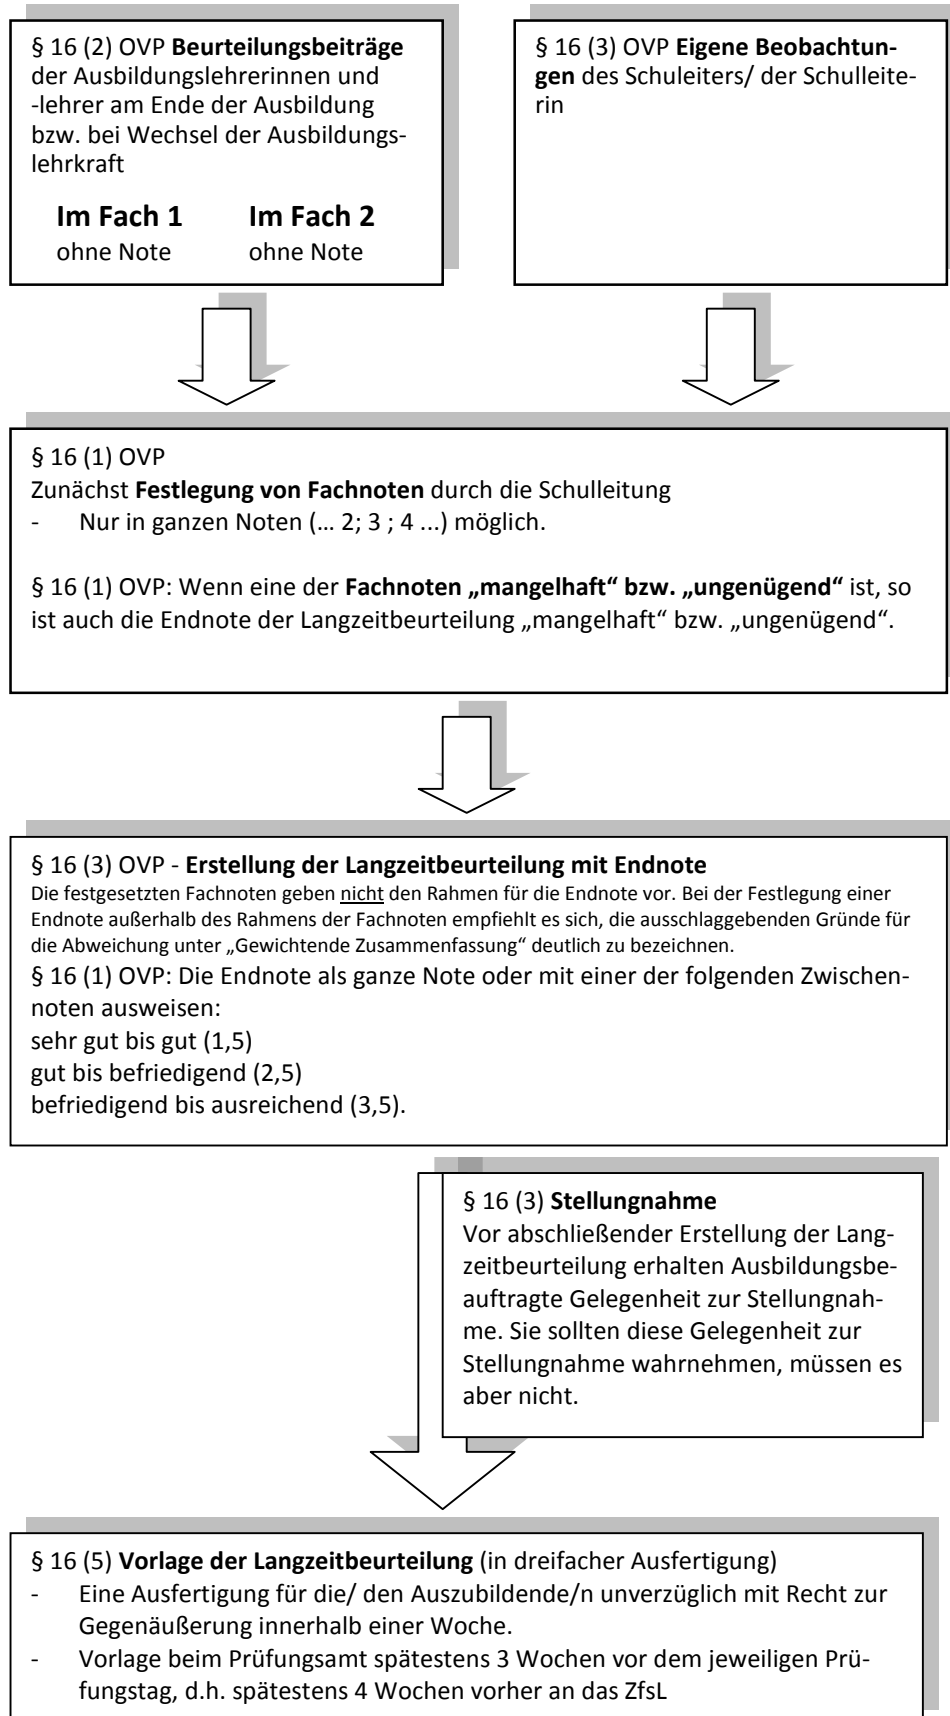 § 16 (2) OVP Beurteilungsbeiträge
der Ausbildungslehrerinnen und
-lehrer am Ende der Ausbildung
bzw. bei Wechsel der Ausbildungs-
lehrkraft
Im Fach 1 Im Fach 2
ohne Note ohne Note
§ 16 (3) OVP Eigene Beobachtun-
gen des Schuleiters/ der Schulleite-
rin
§ 16 (1) OVP
Zunächst Festlegung von Fachnoten durch die Schulleitung
- Nur in ganzen Noten (... 2; 3 ; 4 ...) möglich.
§ 16 (1) OVP: Wenn eine der Fachnoten „mangelhaft“ bzw. „ungenügend“ ist, so
ist auch die Endnote der Langzeitbeurteilung „mangelhaft“ bzw. „ungenügend“.
§ 16 (3) OVP - Erstellung der Langzeitbeurteilung mit Endnote
Die festgesetzten Fachnoten geben nicht den Rahmen für die Endnote vor. Bei der Festlegung einer
Endnote außerhalb des Rahmens der Fachnoten empfiehlt es sich, die ausschlaggebenden Gründe für
die Abweichung unter „Gewichtende Zusammenfassung“ deutlich zu bezeichnen.
§ 16 (1) OVP: Die Endnote als ganze Note oder mit einer der folgenden Zwischen-
noten ausweisen:
sehr gut bis gut (1,5)
gut bis befriedigend (2,5)
befriedigend bis ausreichend (3,5).
§ 16 (3) Stellungnahme
Vor abschließender Erstellung der Lang-
zeitbeurteilung erhalten Ausbildungsbe-
auftragte Gelegenheit zur Stellungnah-
me. Sie sollten diese Gelegenheit zur
Stellungnahme wahrnehmen, müssen es
aber nicht.
§ 16 (5) Vorlage der Langzeitbeurteilung (in dreifacher Ausfertigung)
- Eine Ausfertigung für die/ den Auszubildende/n unverzüglich mit Recht zur
Gegenäußerung innerhalb einer Woche.
- Vorlage beim Prüfungsamt spätestens 3 Wochen vor dem jeweiligen Prü-
fungstag, d.h. spätestens 4 Wochen vorher an das ZfsL